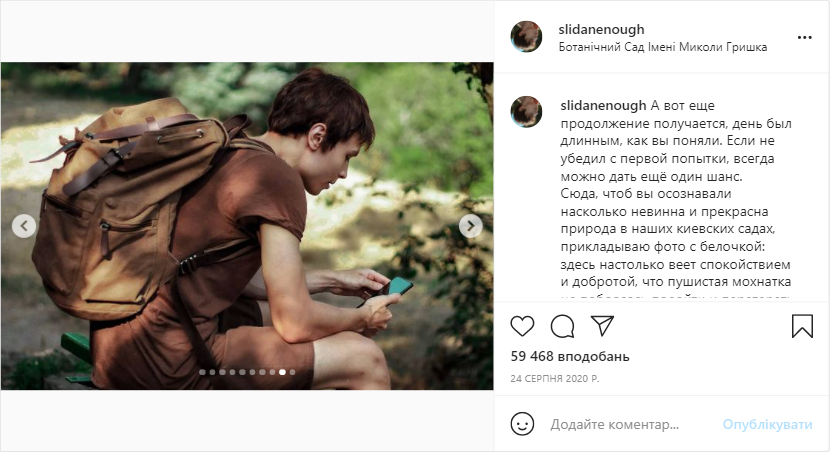 slidanenough
Ботанічний Сад Імені Миколи Гришка
slidanenough А вот еще
продолжение получается, день был
длинным, как вы поняли. Если не
убедил с первой попытки, всегда
можно дать ещё один шанс.
Сюда, чтоб вы осознавали
насколько невинна и прекрасна
природа в наших киевских садах,
прикладываю фото с белочкой:
здесь настолько веет спокойствием
и добротой, что пушистая мохнатка
59 468 вподобань
24 СЕРПНЯ 2020 Р.
Додайте коментар...
Опублікувати